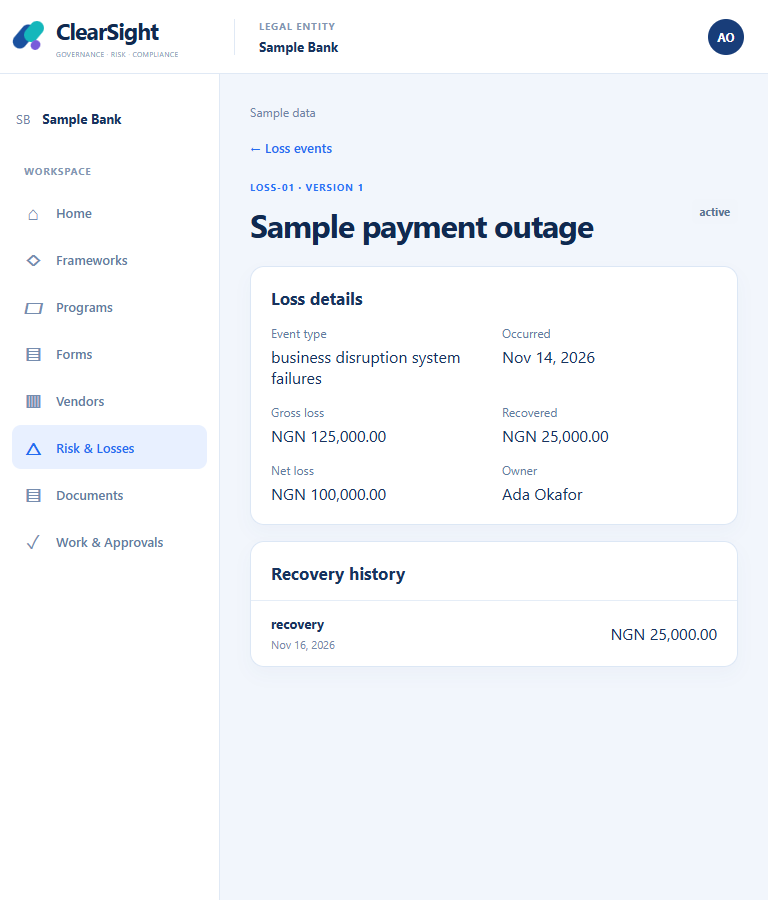 ClearSight
GOVERNANCE · RISK · COMPLIANCE
LEGAL ENTITY
Sample Bank
AO
SB Sample Bank
WORKSPACE
Home
Frameworks
Programs
Forms
Vendors
Risk & Losses
Documents
Work & Approvals
Sample data
← Loss events
LOSS-01 · VERSION 1
Sample payment outage
active
Loss details
Event type
business disruption system
failures
Occurred
Nov 14, 2026
Gross loss
NGN 125,000.00
Recovered
NGN 25,000.00
Net loss
NGN 100,000.00
Owner
Ada Okafor
Recovery history
recovery
Nov 16, 2026
NGN 25,000.00